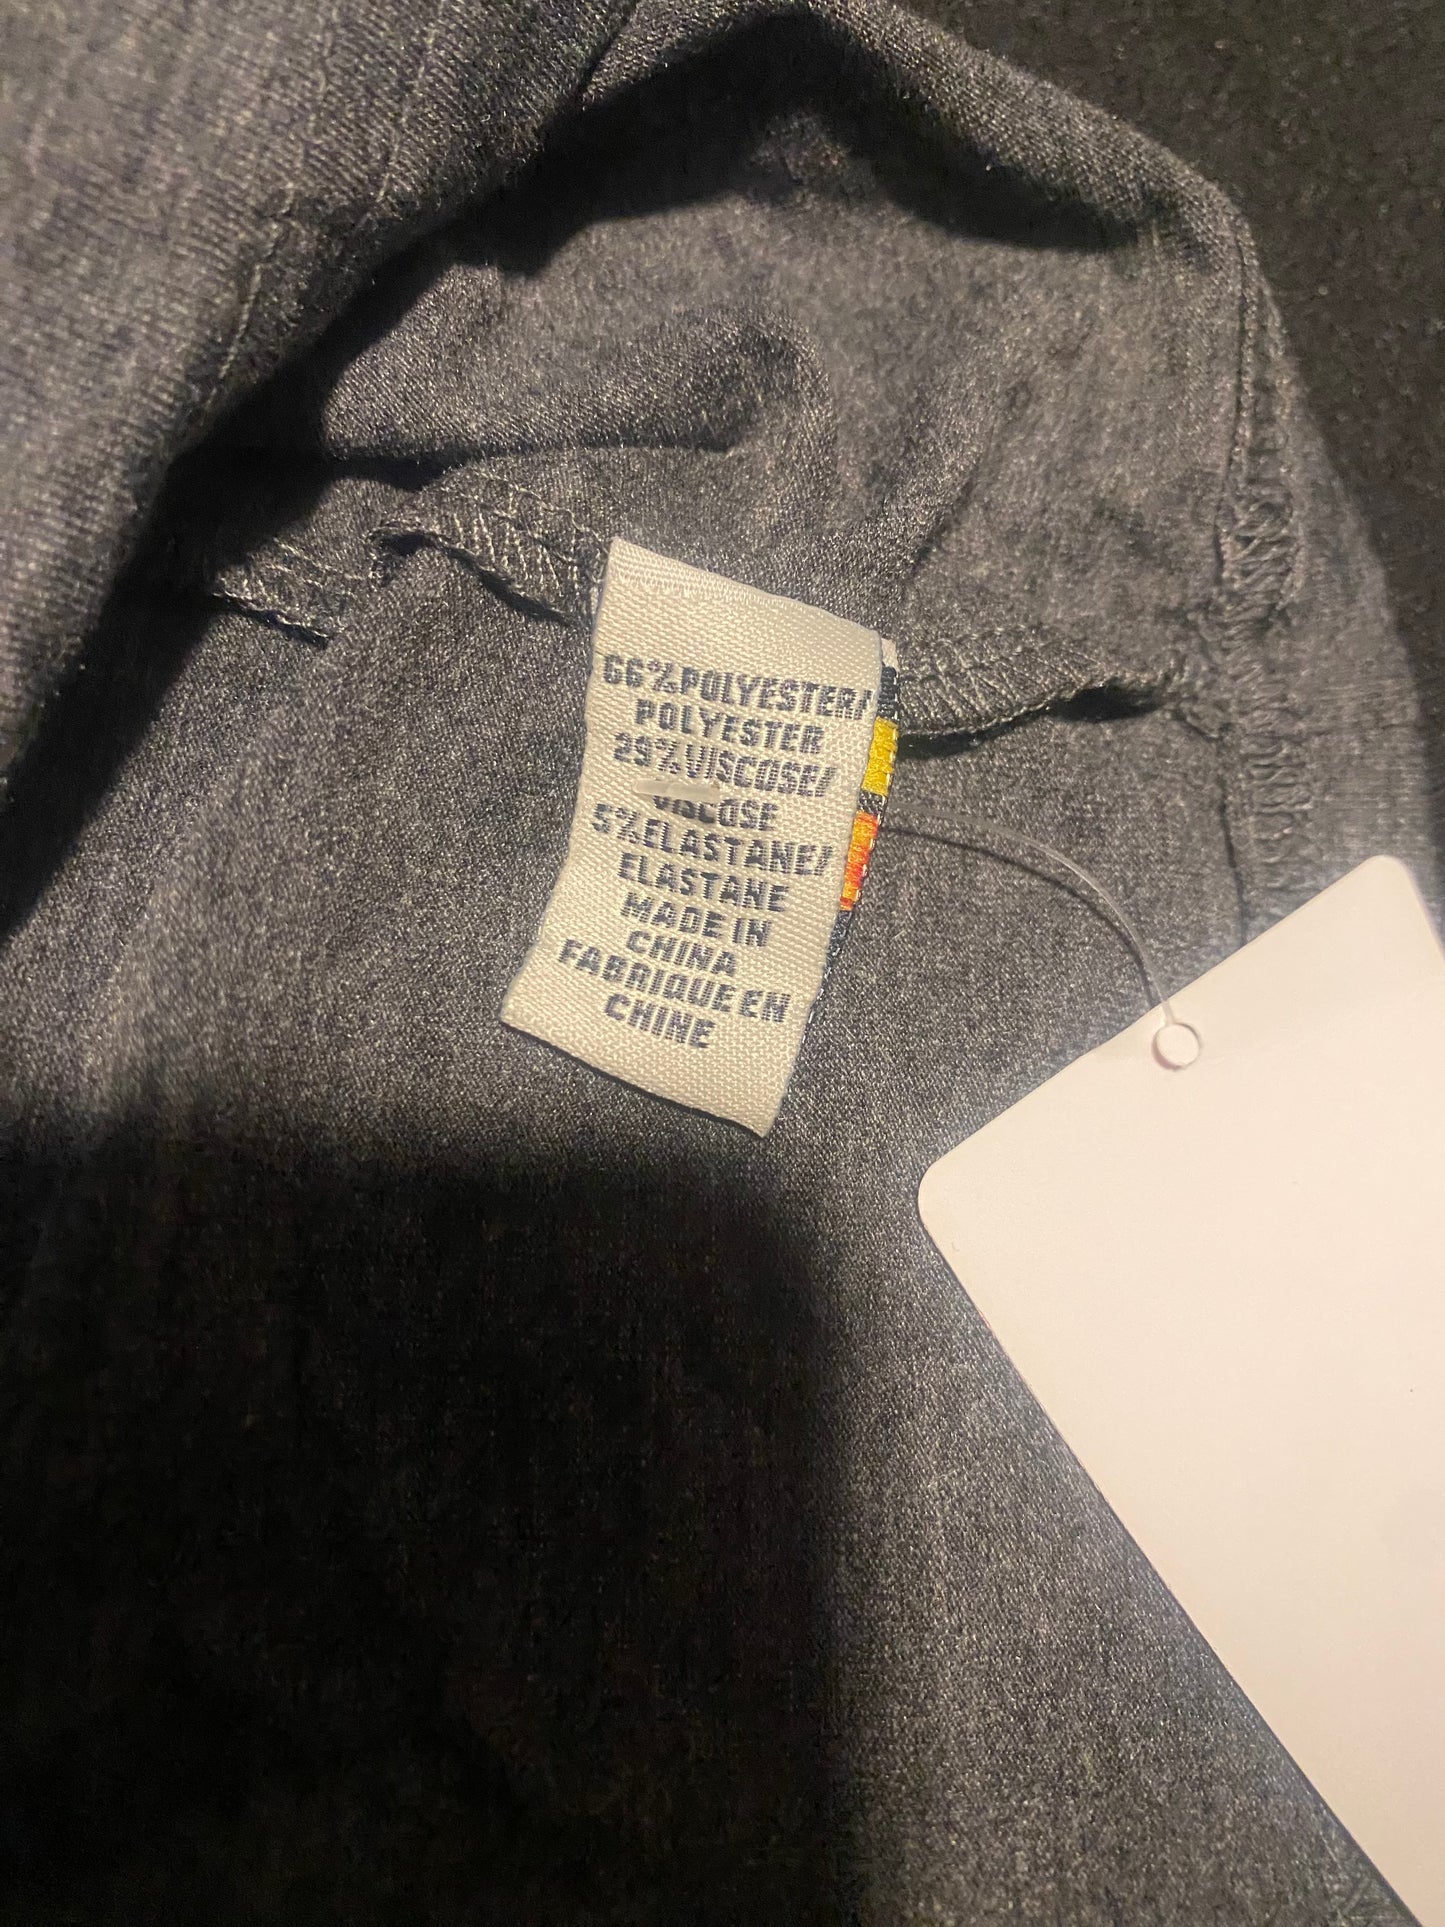 66%POLYESTER/
POLYESTER
29%VISCOSE/
VISCOSE
5%ELASTANE/
ELASTANE
MADE IN
CHINA
FABRIQUE EN
CHINE